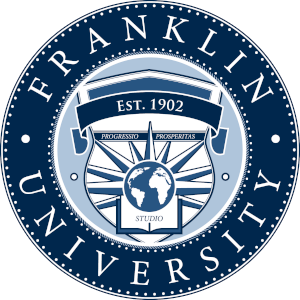 FRANKLIN
EST. 1902
PROGRESSIO PROSPERITAS
STUDIO
UNIVERSITY